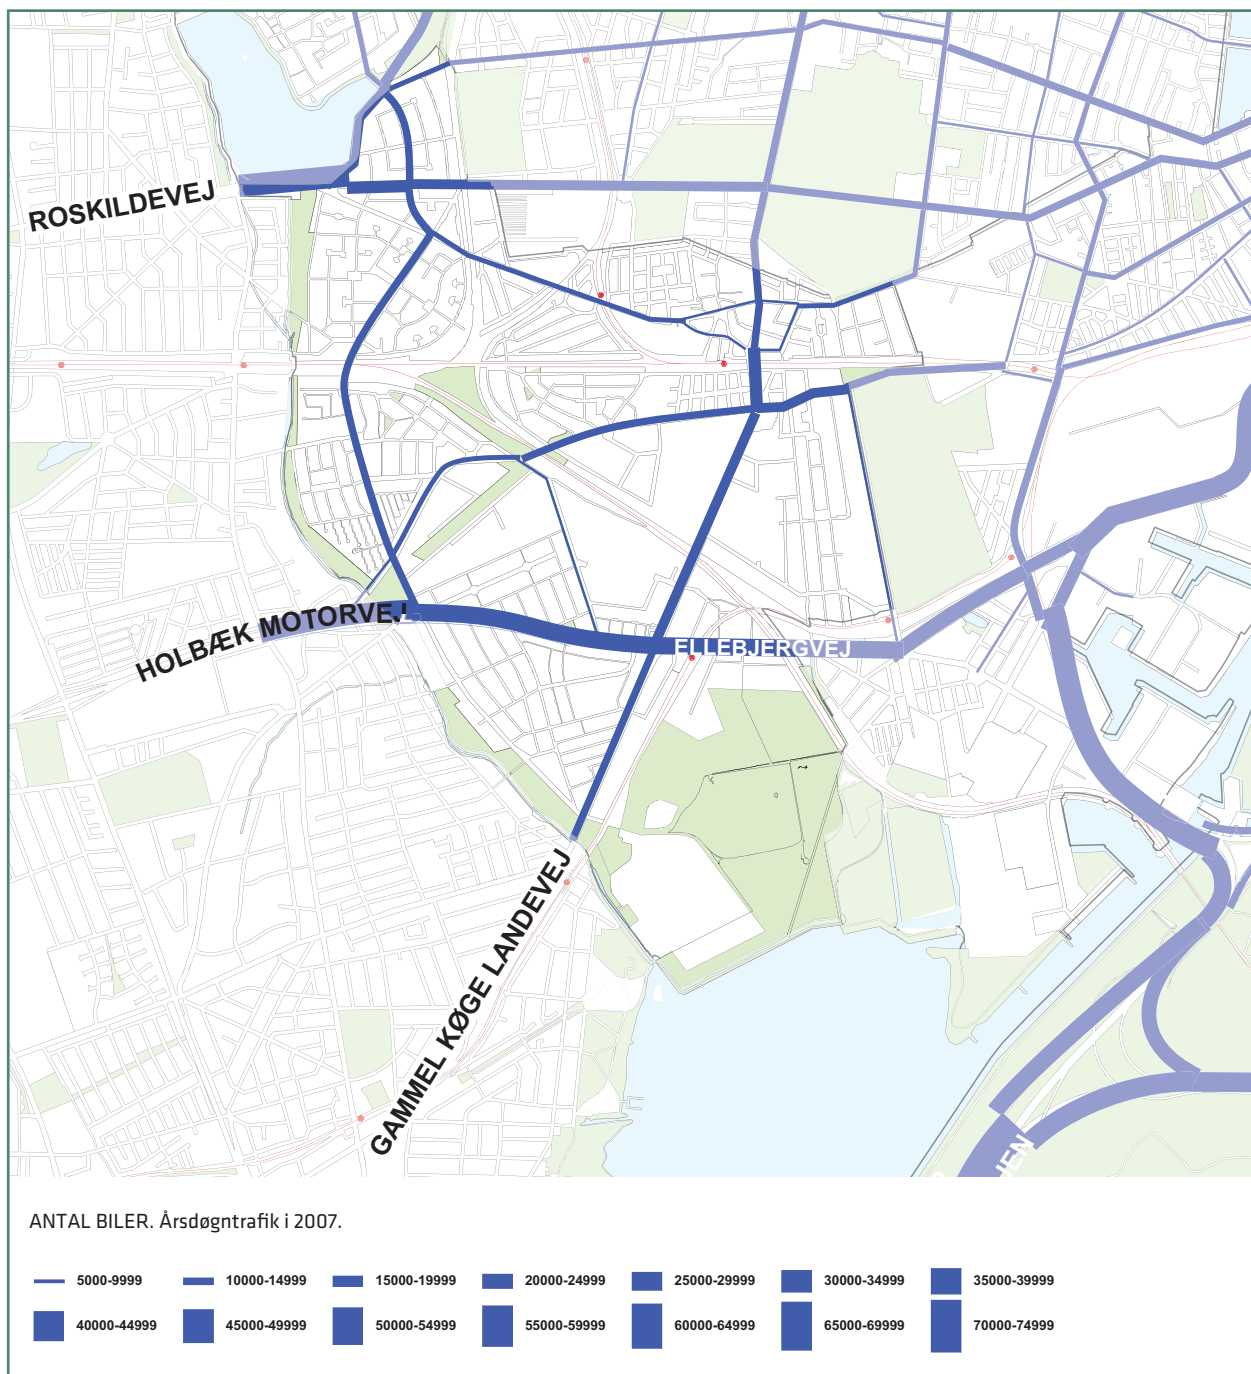 ROSKILDEVEJ
HOLBÆK MOTORVEJ
ELLEBJERGVEJ
GAMMEL KØGE LANDEVEJ
ANTAL BILER. Årsdøgntrafik i 2007.
5000-9999 10000-14999 15000-19999 20000-24999 25000-29999 30000-34999 35000-39999
40000-44999 45000-49999 50000-54999 55000-59999 60000-64999 65000-69999 70000-74999